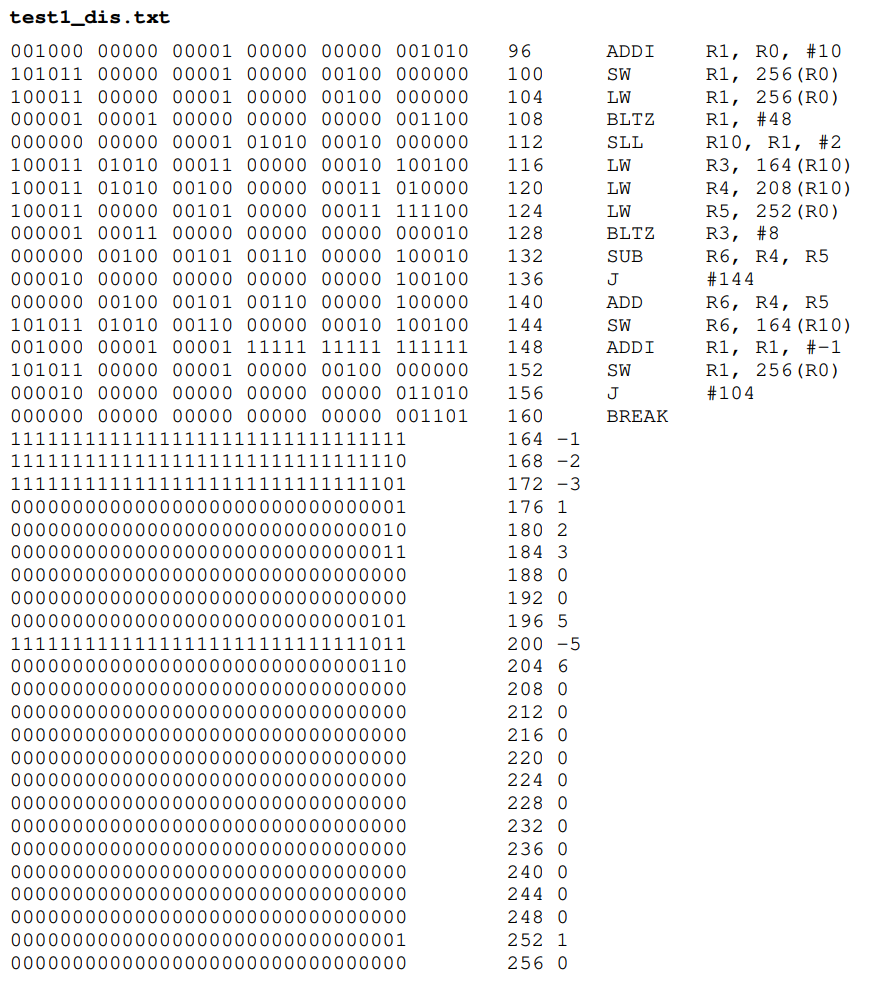 test1_dis.txt
001000 00000 00001 00000 00000 001010 96 ADDI R1, R0, #10
101011 00000 00001 00000 00100 000000 100 SW R1, 256(R0)
100011 00000 00001 00000 00100 000000 104 LW R1, 256(R0)
000001 00001 00000 00000 00000 001100 108 BLTZ R1, #48
000000 00000 00001 01010 00010 000000 112 SLL R10, R1, #2
100011 01010 00011 00000 00010 100100 116 LW R3, 164(R10)
100011 01010 00100 00000 00011 010000 120 LW R4, 208(R10)
100011 00000 00101 00000 00011 111100 124 LW R5, 252(R0)
000001 00011 00000 00000 00000 000010 128 BLTZ R3, #8
000000 00100 00101 00110 00000 100010 132 SUB R6, R4, R5
000010 00000 00000 00000 00000 100100 136 J #144
000000 00100 00101 00110 00000 100000 140 ADD R6, R4, R5
101011 01010 00110 00000 00010 100100 144 SW R6, 164(R10)
001000 00001 00001 11111 11111 111111 148 ADDI R1, R1, #-1
101011 00000 00001 00000 00100 000000 152 SW R1, 256(R0)
000010 00000 00000 00000 00000 011010 156 J #104
000000 00000 00000 00000 00000 001101 160 BREAK
11111111111111111111111111111111 164 -1
11111111111111111111111111111110 168 -2
11111111111111111111111111111101 172 -3
00000000000000000000000000000001 176 1
00000000000000000000000000000010 180 2
00000000000000000000000000000011 184 3
00000000000000000000000000000000 188 0
00000000000000000000000000000000 192 0
00000000000000000000000000000101 196 5
11111111111111111111111111111011 200 -5
00000000000000000000000000000110 204 6
00000000000000000000000000000000 208 0
00000000000000000000000000000000 212 0
00000000000000000000000000000000 216 0
00000000000000000000000000000000 220 0
00000000000000000000000000000000 224 0
00000000000000000000000000000000 228 0
00000000000000000000000000000000 232 0
00000000000000000000000000000000 236 0
00000000000000000000000000000000 240 0
00000000000000000000000000000000 244 0
00000000000000000000000000000000 248 0
00000000000000000000000000000001 252 1
00000000000000000000000000000000 256 0